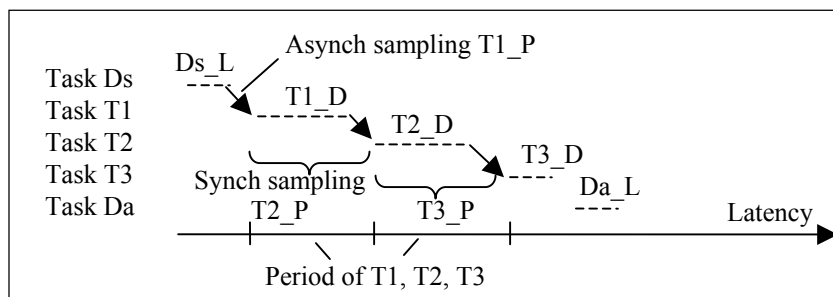 Asynch sampling T1_P
Ds_L
Task Ds
T1_D
Task T1
T2_D
Task T2
T3_D
Task T3
Synch sampling
Da_L
Task Da
T2_P
T3_P
Latency
Period of T1, T2, T3